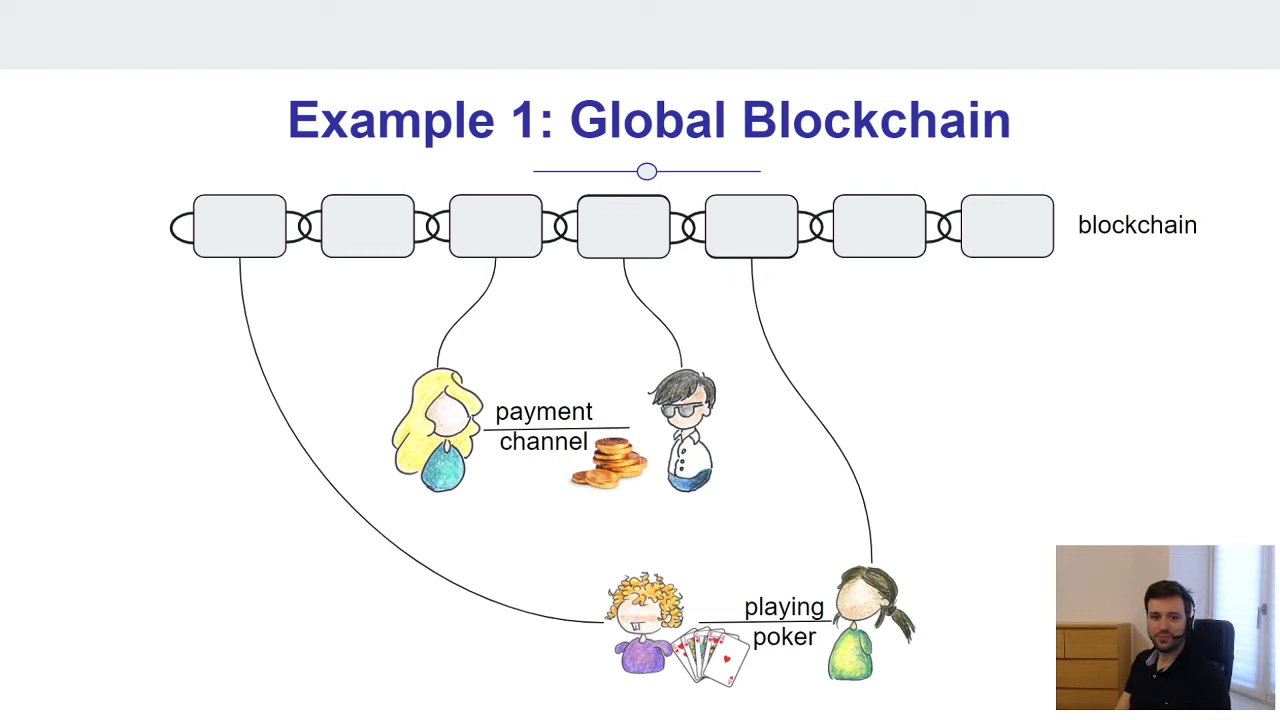 Example 1: Global Blockchain
blockchain
payment
channel
playing
poker